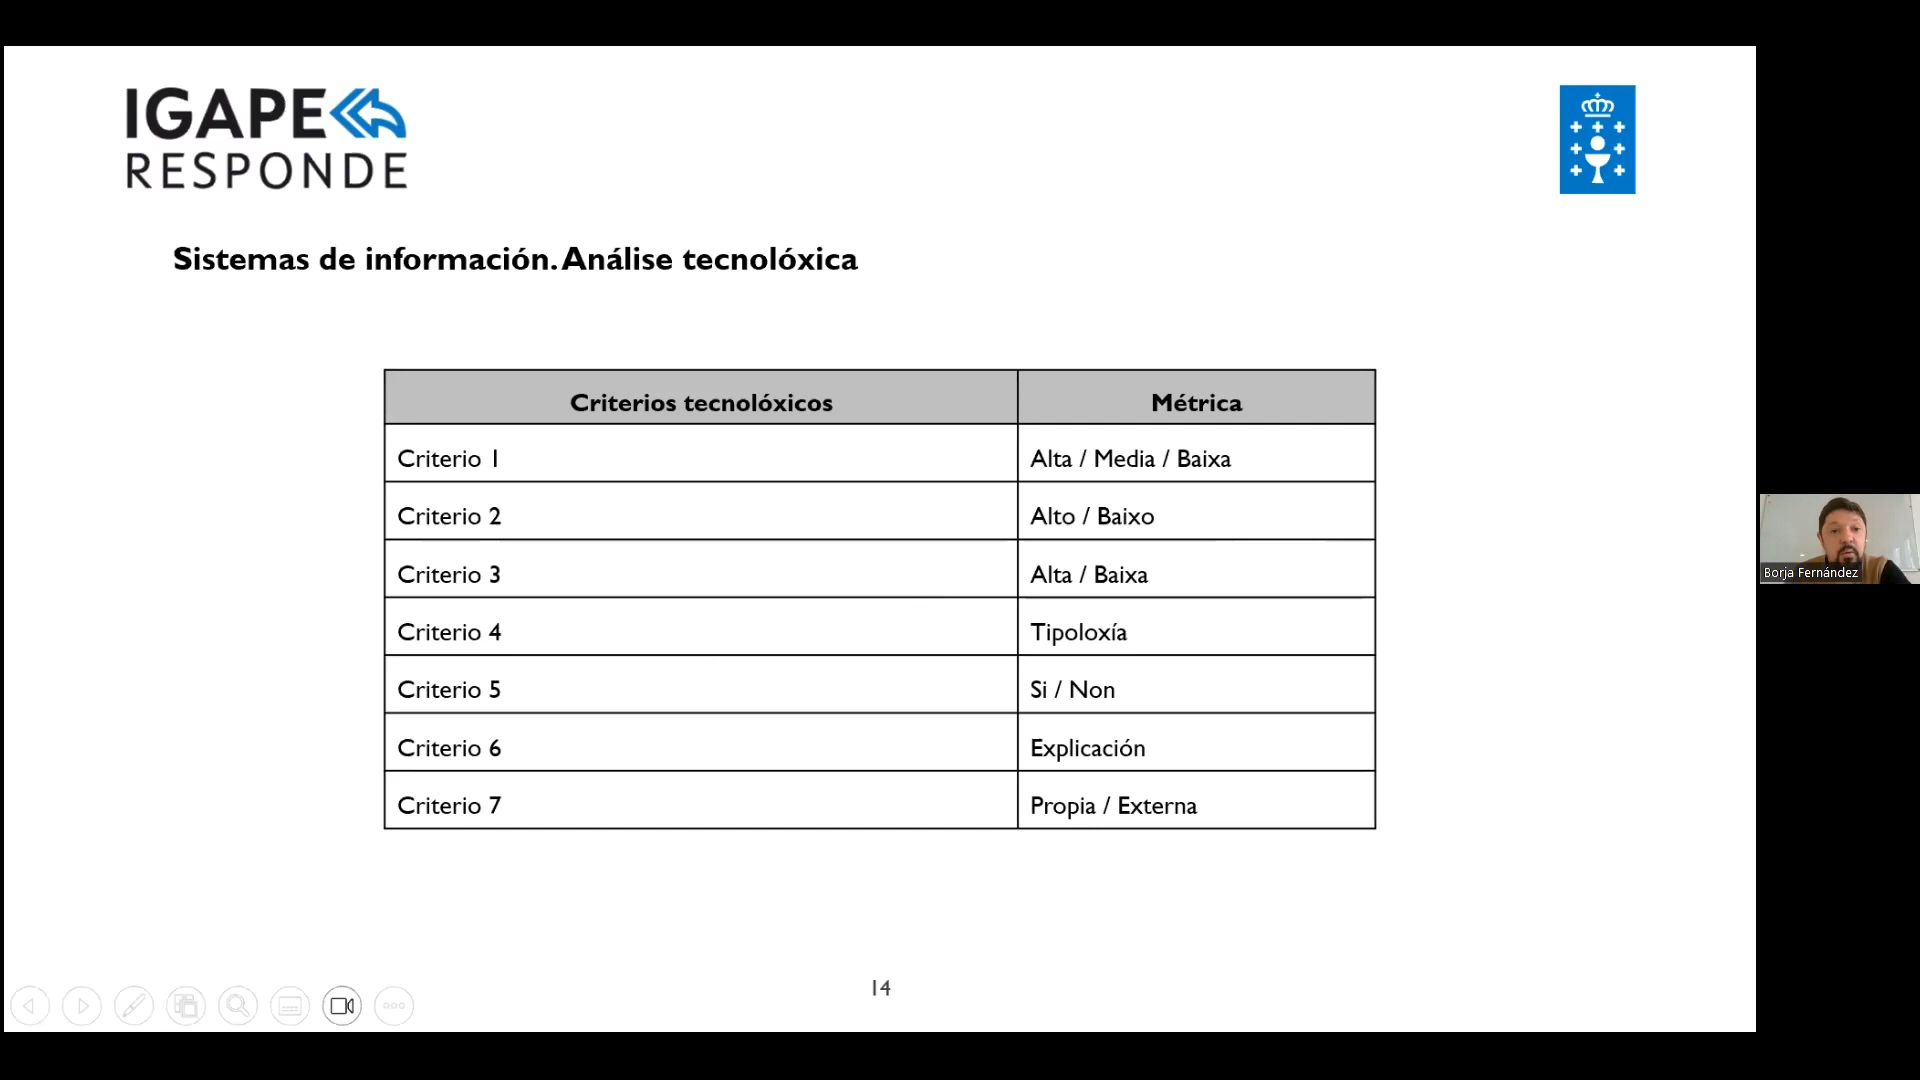 IGAPE
RESPONDE
Sistemas de información. Análise tecnolóxica
Criterios tecnolóxicos Métrica
Criterio 1 Alta / Media / Baixa
Criterio 2 Alto / Baixo
Criterio 3 Alta / Baixa
Criterio 4 Tipoloxía
Criterio 5 Si / Non
Criterio 6 Explicación
Criterio 7 Propia / Externa
Borja Fernández
14